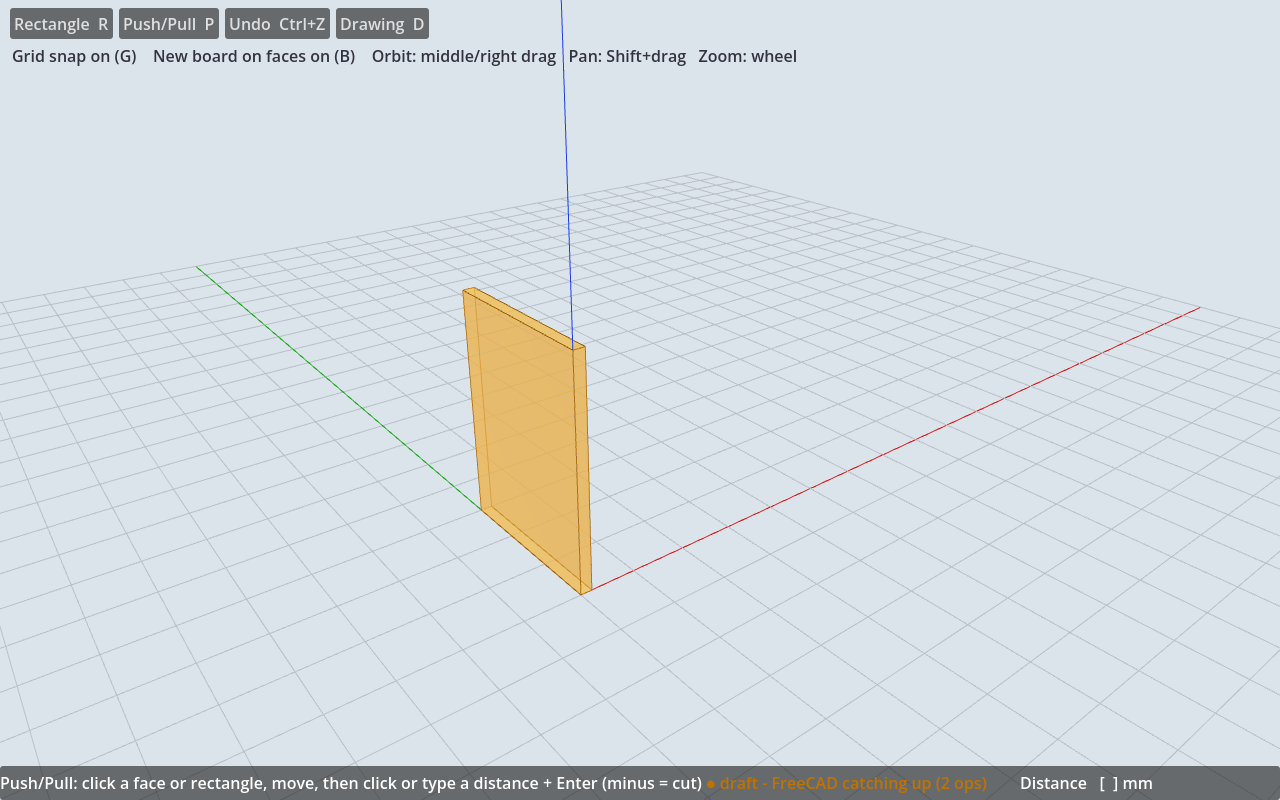 Rectangle R Push/Pull P Undo Ctrl+Z Drawing D
Grid snap on (G) New board on faces on (B) Orbit: middle/right drag Pan: Shift+drag Zoom: wheel
Push/Pull: click a face or rectangle, move, then click or type a distance + Enter (minus = cut) ● draft - FreeCAD catching up (2 ops) Distance [ ] mm